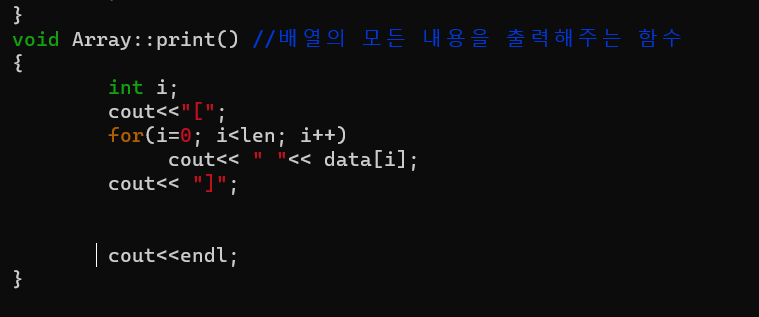 }
void Array::print() //배열의 모든 내용을 출력해주는 함수
{
int i;
cout<<"[";
for(i=0; i<len; i++)
cout<< " "<< data[i];
cout<< "]";
cout<<endl;
}